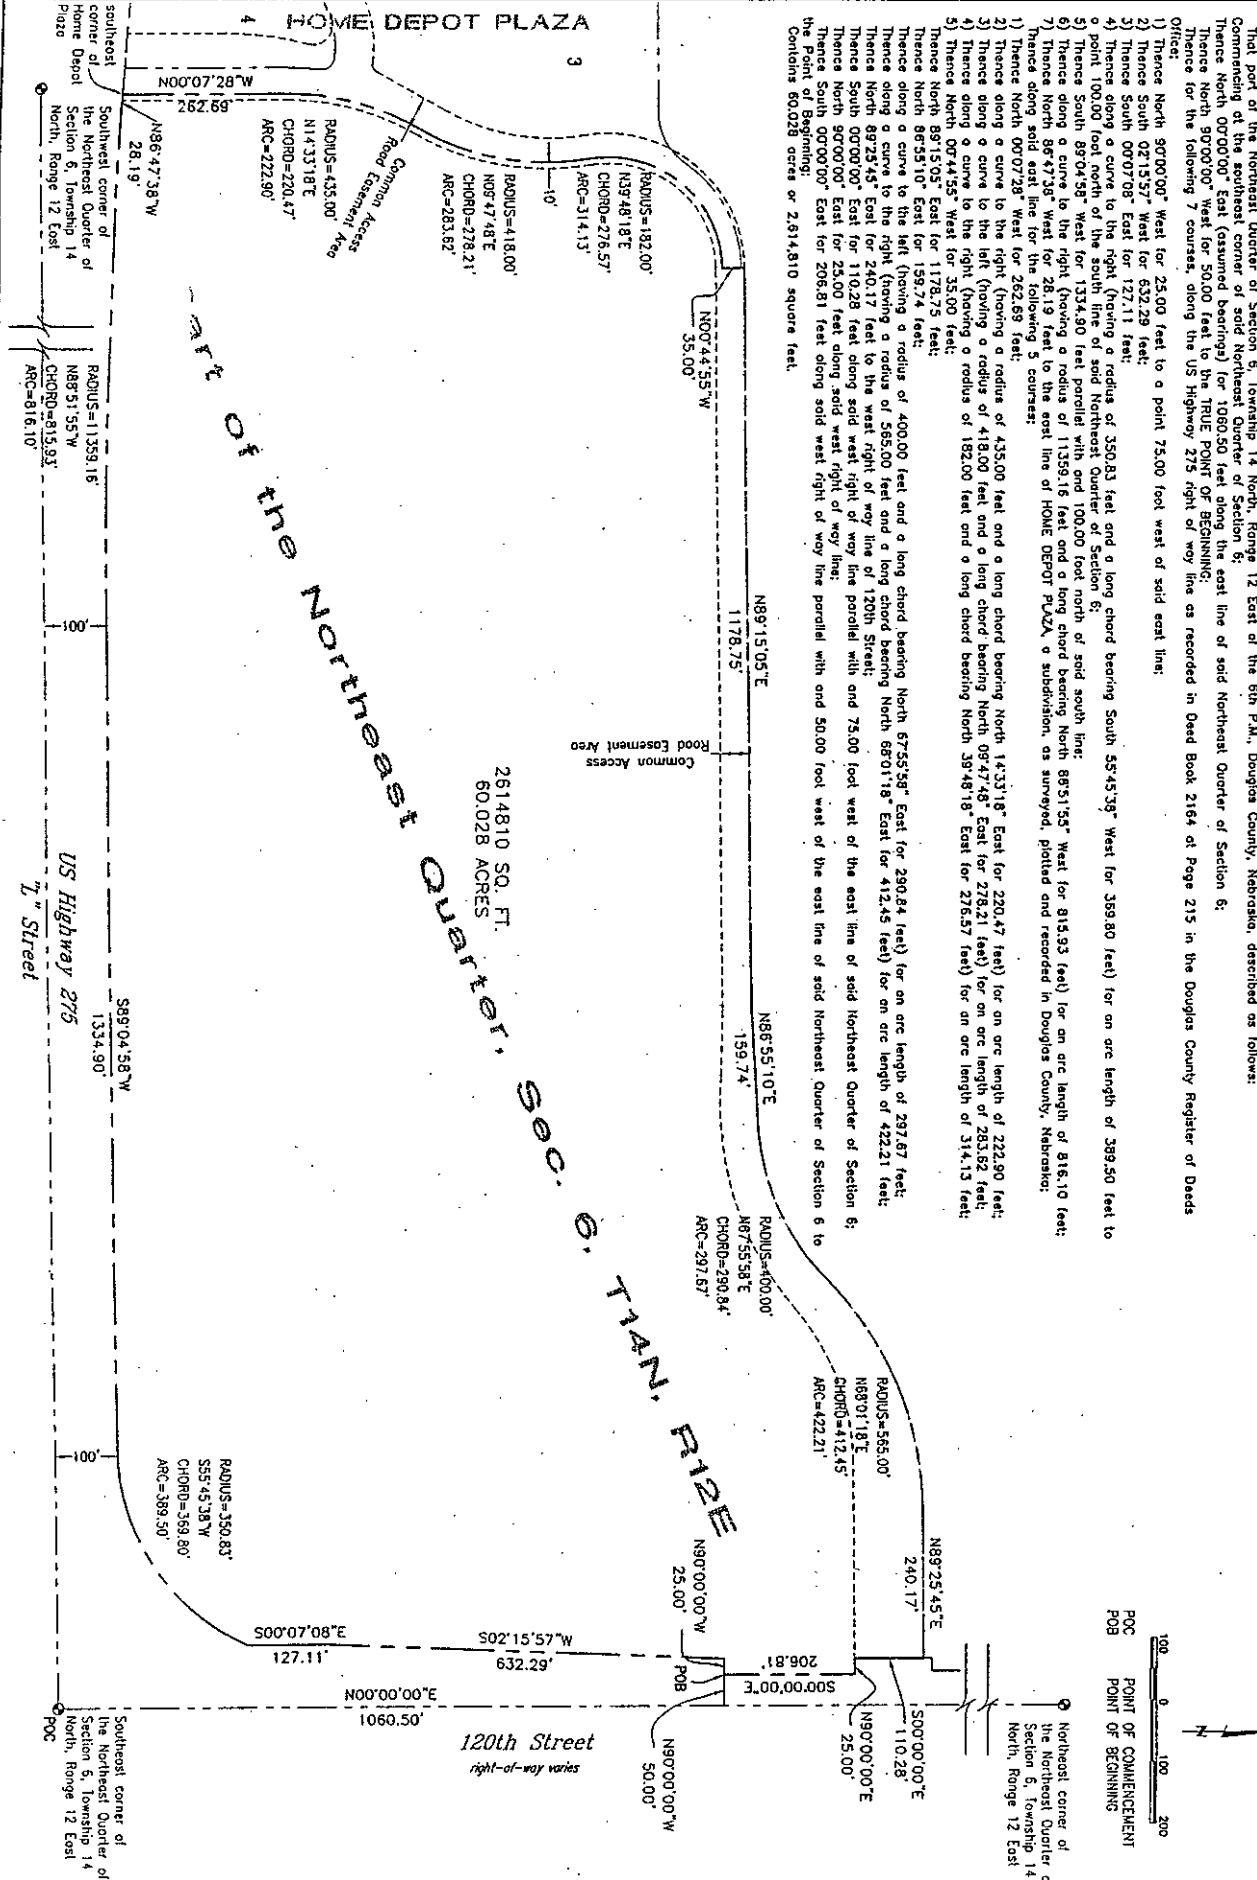 That part of the Northeast Quarter of Section 6, Township 14 North, Range 12 East of the 6th P.M., Douglas County, Nebraska, described as follows:
Commencing at the southeast corner of said Northeast Quarter of Section 6;
Thence North 00°00'00" East (assumed bearings) for 1060.50 feet along the east line of said Northeast Quarter of Section 6;
Thence North 90°00'00" West for 50.00 feet to the TRUE POINT OF BEGINNING;
Thence for the following 7 courses, along the US Highway 275 right of way line as recorded in Deed Book 2164 at Page 215 in the Douglas County Register of Deeds
Office;
1) Thence North 90°00'00" West for 25.00 feet to a point 75.00 foot west of said east line;
2) Thence South 02°15'57" West for 632.29 feet;
3) Thence South 00°07'08" East for 127.11 feet;
4) Thence along a curve to the right (having a radius of 350.83 feet and a long chord bearing South 55°45'38" West for 369.80 feet) for an arc length of 389.50 feet to
a point 100.00 foot north of the south line of said Northeast Quarter of Section 6;
5) Thence South 89°04'58" West for 1334.90 feet parallel with and 100.00 foot north of said south line;
6) Thence along a curve to the right (having a radius of 11359.16 feet and a long chord bearing North 88°51'55" West for 815.93 feet) for an arc length of 816.10 feet;
7) Thence North 86°47'38" West for 28.19 feet to the east line of HOME DEPOT PLAZA, a subdivision, as surveyed, platted and recorded in Douglas County, Nebraska;
Thence along said east line for the following 5 courses;
1) Thence North 00°07'28" West for 262.69 feet;
2) Thence along a curve to the right (having a radius of 435.00 feet and a long chord bearing North 14°33'18" East for 220.47 feet) for an arc length of 222.90 feet;
3) Thence along a curve to the left (having a radius of 418.00 feet and a long chord bearing North 09°47'48" East for 278.21 feet) for an arc length of 283.62 feet;
4) Thence along a curve to the right (having a radius of 182.00 feet and a long chord bearing North 39°48'18" East for 276.57 feet) for an arc length of 314.13 feet;
5) Thence North 00°44'55" West for 35.00 feet;
Thence North 89°15'05" East for 1178.75 feet;
Thence North 86°55'10" East for 159.74 feet;
Thence along a curve to the left (having a radius of 400.00 feet and a long chord bearing North 67°55'58" East for 290.84 feet) for an arc length of 297.67 feet;
Thence along a curve to the right (having a radius of 565.00 feet and a long chord bearing North 68°01'18" East for 412.45 feet) for an arc length of 422.21 feet;
Thence North 89°25'45" East for 240.17 feet to the west right of way line of 120th Street;
Thence South 00°00'00" East for 110.28 feet along said west right of way line parallel with and 75.00 foot west of the east line of said Northeast Quarter of Section 6;
Thence North 90°00'00" East for 25.00 feet along said west right of way line;
Thence South 00°00'00" East for 206.81 feet along said west right of way line parallel with and 50.00 foot west of the east line of said Northeast Quarter of Section 6 to
the Point of Beginning;
Contains 60.028 acres or 2,614,810 square feet.
100 0 100 200
POC POINT OF COMMENCEMENT
POB POINT OF BEGINNING
Northeast corner of
the Northeast Quarter
Section 6, Township 14
North, Range 12 East
HOME DEPOT PLAZA
3
4
N00°07'28"W
262.69
RADIUS=435.00'
N14°33'18"E
CHORD=220.47'
ARC=222.90'
Common Access
Road Easement Area
10'
RADIUS=418.00'
N09°47'48"E
CHORD=278.21'
ARC=283.62'
RADIUS=182.00'
N39°48'18"E
CHORD=276.57'
ARC=314.13'
N00°44'55"W
35.00'
N89°15'05"E
1178.75'
Common Access
Road Easement Area
N86°55'10"E
159.74'
RADIUS=400.00'
N67°55'58"E
CHORD=290.84'
ARC=297.67'
RADIUS=565.00'
N68°01'18"E
CHORD=412.45'
ARC=422.21'
N89°25'45"E
240.17'
S00°00'00"E
110.28'
N90°00'00"E
25.00'
S00°00'00"E
206.81'
POB
N90°00'00"W
25.00'
N90°00'00"W
50.00'
art of the Northeast Quarter, Sec. 6, T14N, R12E
2614810 SQ. FT.
60.028 ACRES
S02°15'57"W
632.29'
S00°07'08"E
127.11'
N00°00'00"E
1060.50'
120th Street
right-of-way varies
RADIUS=350.83'
S55°45'38"W
CHORD=369.80'
ARC=389.50'
S89°04'58"W
1334.90'
100'
100'
US Highway 275
"L" Street
RADIUS=11359.16'
N88°51'55"W
CHORD=815.93'
ARC=816.10'
N86°47'38"W
28.19'
southeast
corner of
Home Depot
Plaza
Southwest corner of
the Northeast Quarter of
Section 6, Township 14
North, Range 12 East
Southeast corner of
the Northeast Quarter of
Section 6, Township 14
North, Range 12 East
POC